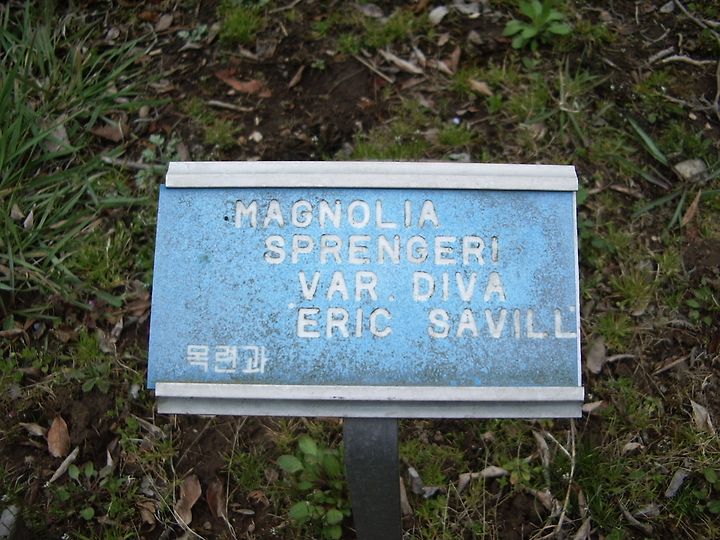 MAGNOLIA
SPRENGERI
VAR. DIVA
ERIC SAVILL
목련과